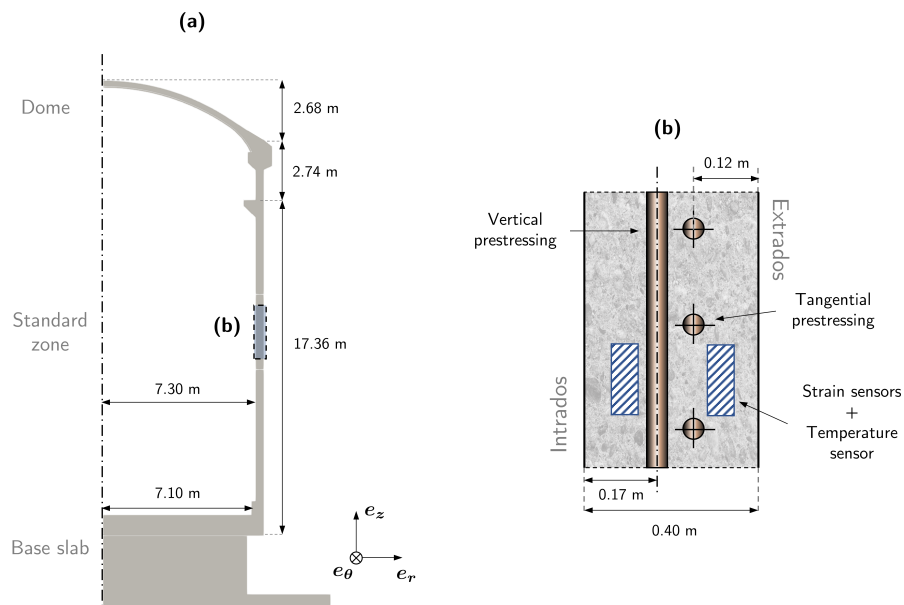 (a)
Dome
2.68 m
2.74 m
Standard
zone
(b)
17.36 m
7.30 m
7.10 m
Base slab
e_z
e_θ
e_r
(b)
0.12 m
Vertical
prestressing
Extrados
Tangential
prestressing
Intrados
Strain sensors
+
Temperature
sensor
0.17 m
0.40 m